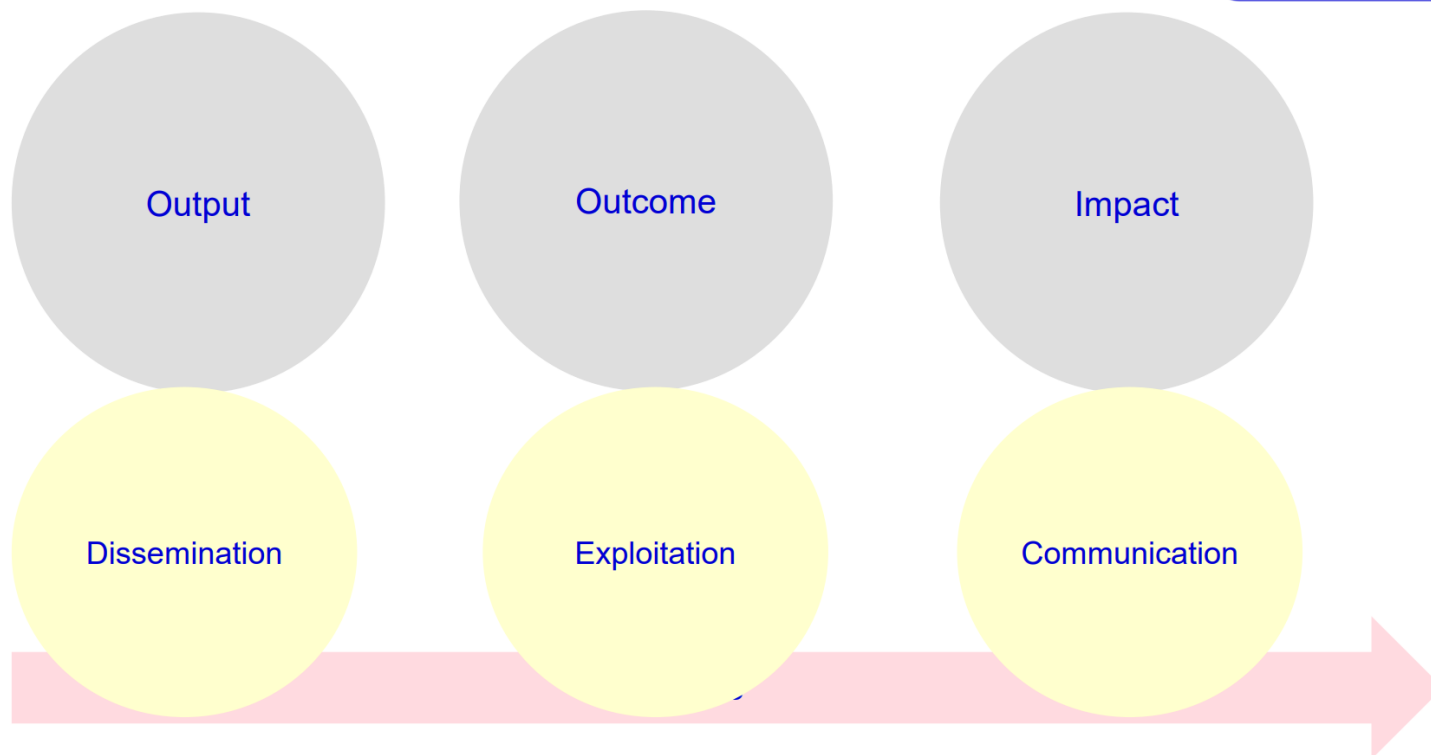 Output
Outcome
Impact
Dissemination
Exploitation
Communication